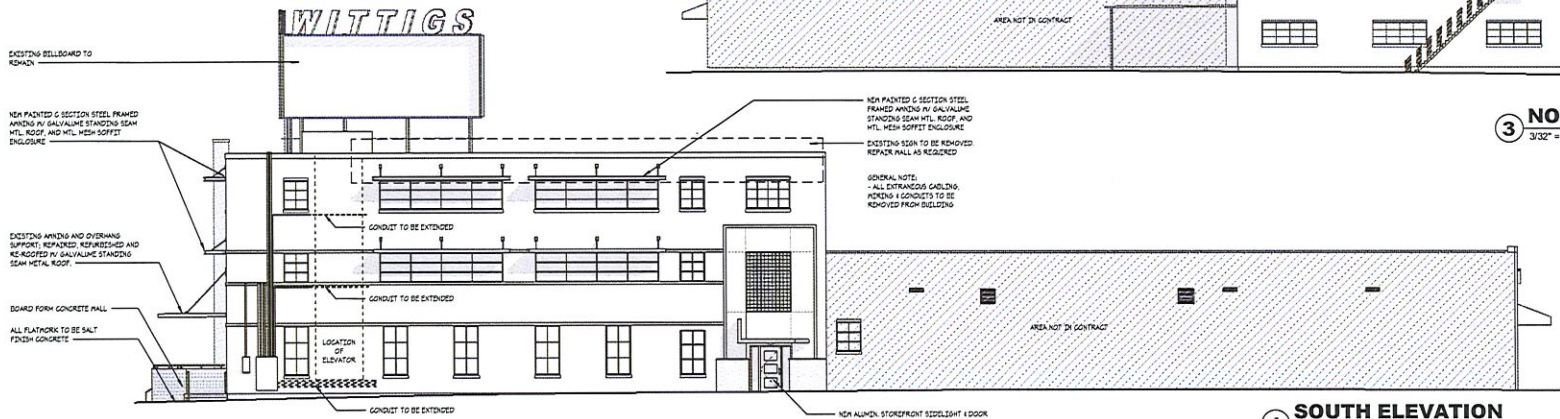 WITTIGS
EXISTING BILLBOARD TO
REMAIN
NEW PAINTED C SECTION STEEL FRAMED
AWNING W/ GALVALUME STANDING SEAM
MTL. ROOF, AND MTL. MESH SOFFIT
ENCLOSURE
EXISTING AWNING AND OVERHANG
SUPPORT; REPAIRED, REFURBISHED AND
RE-ROOFED W/ GALVALUME STANDING
SEAM METAL ROOF.
BOARD FORM CONCRETE WALL
ALL FLATWORK TO BE SALT
FINISH CONCRETE
CONDUIT TO BE EXTENDED
CONDUIT TO BE EXTENDED
LOCATION
OF
ELEVATOR
CONDUIT TO BE EXTENDED
NEW PAINTED C SECTION STEEL
FRAMED AWNING W/ GALVALUME
STANDING SEAM MTL. ROOF, AND
MTL. MESH SOFFIT ENCLOSURE
EXISTING SIGN TO BE REMOVED.
REPAIR WALL AS REQUIRED
GENERAL NOTE:
- ALL EXTRANEOUS CABLING,
WIRING & CONDUITS TO BE
REMOVED FROM BUILDING
NEW ALUMIN. STOREFRONT SIDELIGHT & DOOR
AREA NOT IN CONTRACT
AREA NOT IN CONTRACT
3 NO
3/32" =
SOUTH ELEVATION